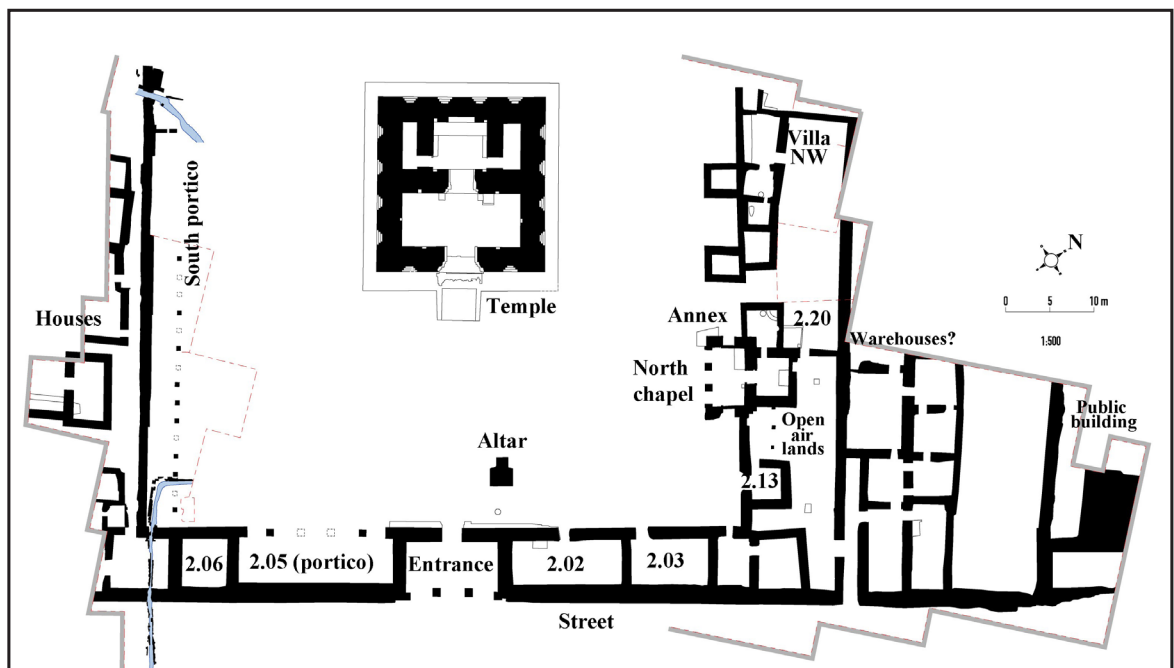 Villa
NW
South portico
N
0 5 10 m
1:500
Temple
Houses
Annex
2.20
Warehouses?
North
chapel
Public
building
Open
air
lands
Altar
2.13
2.06
2.05 (portico)
Entrance
2.02
2.03
Street